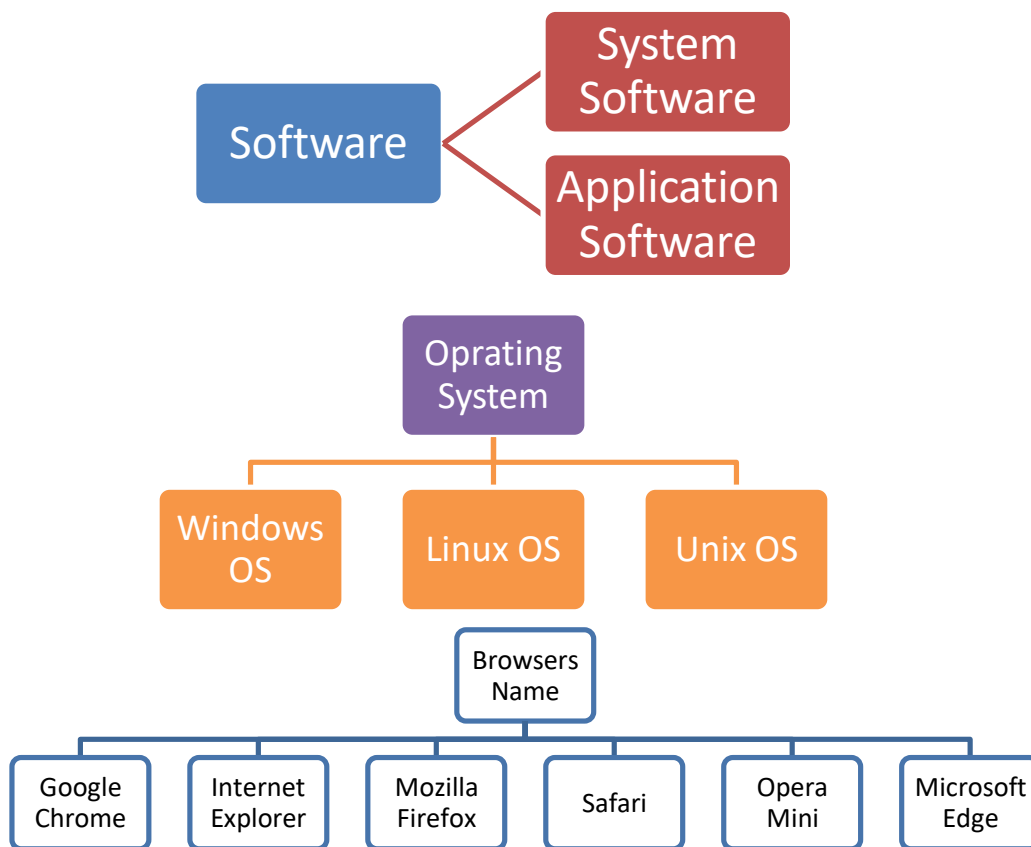 System
Software
Software
Application
Software
Oprating
System
Windows
OS
Linux OS
Unix OS
Browsers
Name
Google
Chrome
Internet
Explorer
Mozilla
Firefox
Safari
Opera
Mini
Microsoft
Edge